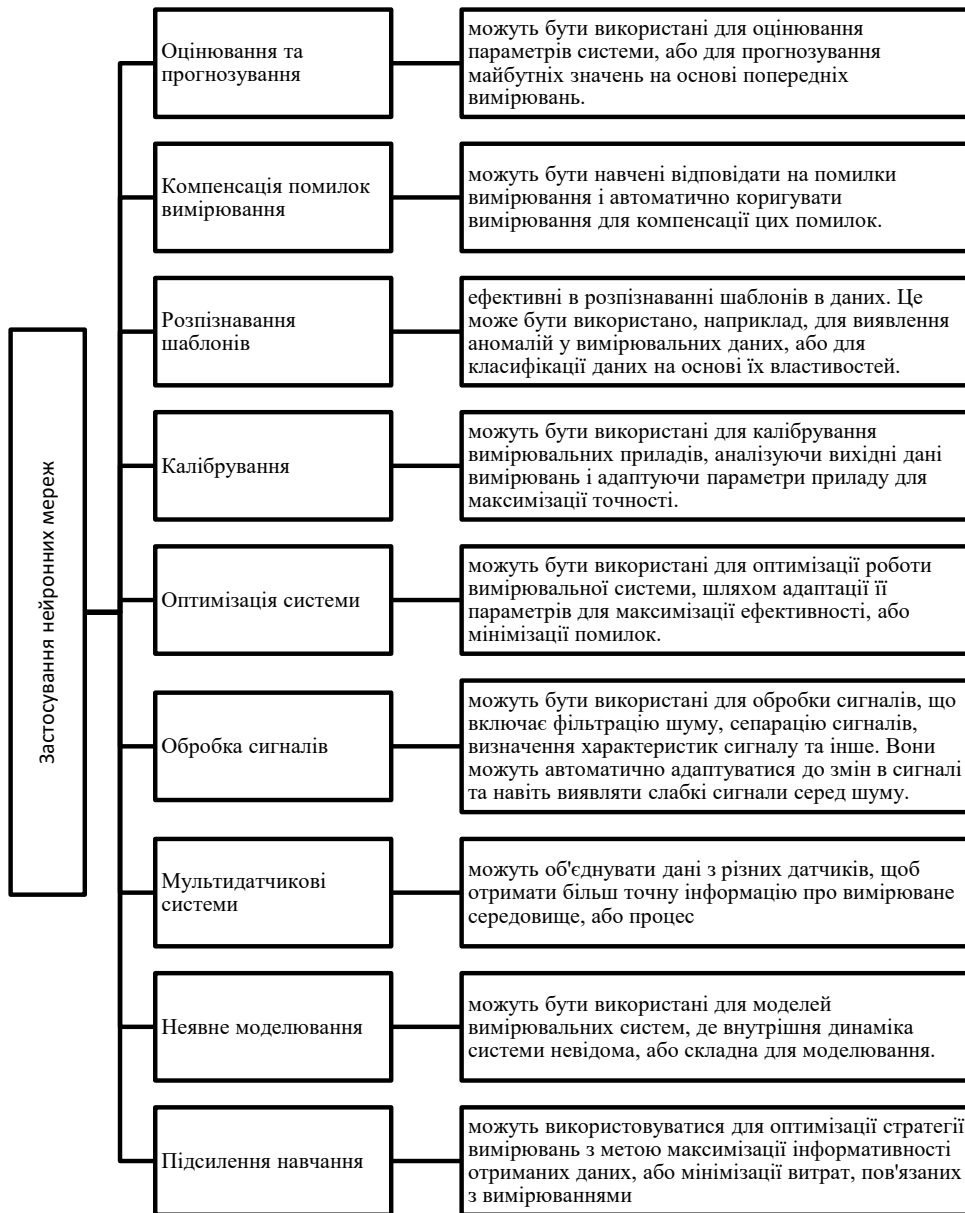 Застосування нейронних мереж
Оцінювання та
прогнозування
можуть бути використані для оцінювання
параметрів системи, або для прогнозування
майбутніх значень на основі попередніх
вимірювань.
Компенсація помилок
вимірювання
можуть бути навчені відповідати на помилки
вимірювання і автоматично коригувати
вимірювання для компенсації цих помилок.
Розпізнавання
шаблонів
ефективні в розпізнаванні шаблонів в даних. Це
може бути використано, наприклад, для виявлення
аномалій у вимірювальних даних, або для
класифікації даних на основі їх властивостей.
Калібрування
можуть бути використані для калібрування
вимірювальних приладів, аналізуючи вихідні дані
вимірювань і адаптуючи параметри приладу для
максимізації точності.
Оптимізація системи
можуть бути використані для оптимізації роботи
вимірювальної системи, шляхом адаптації її
параметрів для максимізації ефективності, або
мінімізації помилок.
Обробка сигналів
можуть бути використані для обробки сигналів, що
включає фільтрацію шуму, сепарацію сигналів,
визначення характеристик сигналу та інше. Вони
можуть автоматично адаптуватися до змін в сигналі
та навіть виявляти слабкі сигнали серед шуму.
Мультидатчикові
системи
можуть об'єднувати дані з різних датчиків, щоб
отримати більш точну інформацію про вимірюване
середовище, або процес
Неявне моделювання
можуть бути використані для моделей
вимірювальних систем, де внутрішня динаміка
системи невідома, або складна для моделювання.
Підсилення навчання
можуть використовуватися для оптимізації стратегії
вимірювань з метою максимізації інформативності
отриманих даних, або мінімізації витрат, пов'язаних
з вимірюваннями